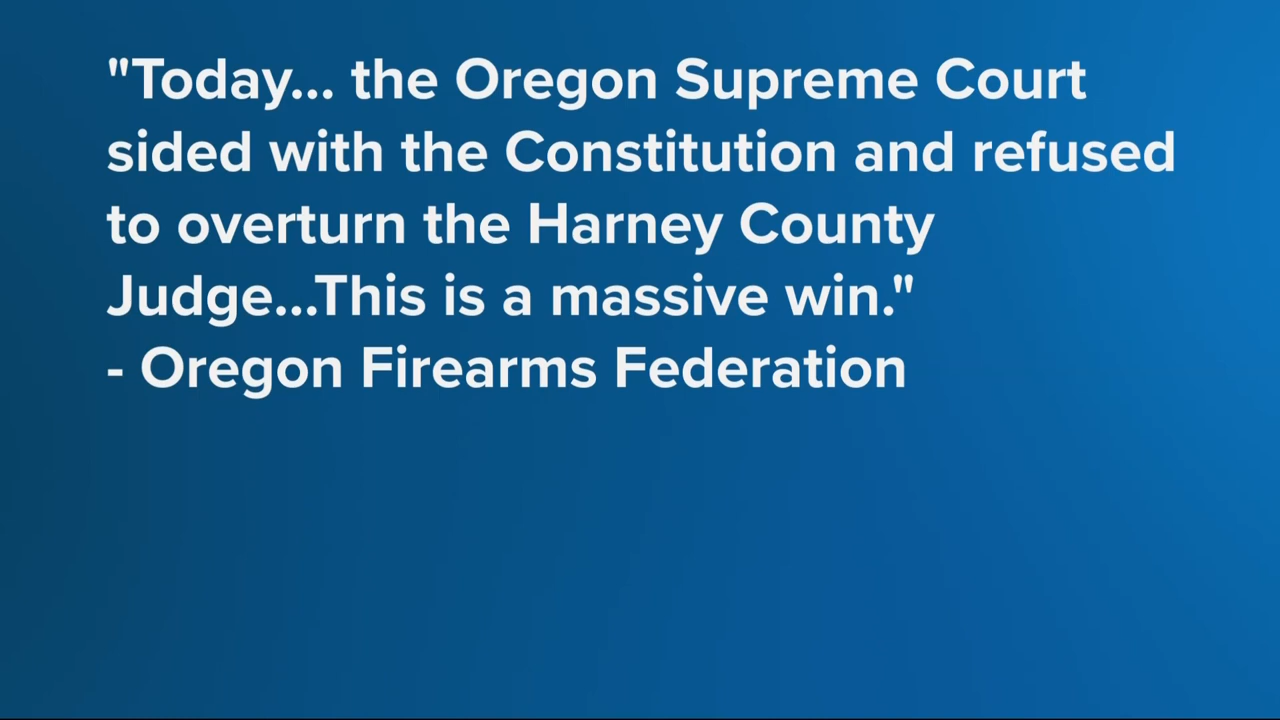 "Today... the Oregon Supreme Court
sided with the Constitution and refused
to overturn the Harney County
Judge...This is a massive win."
- Oregon Firearms Federation